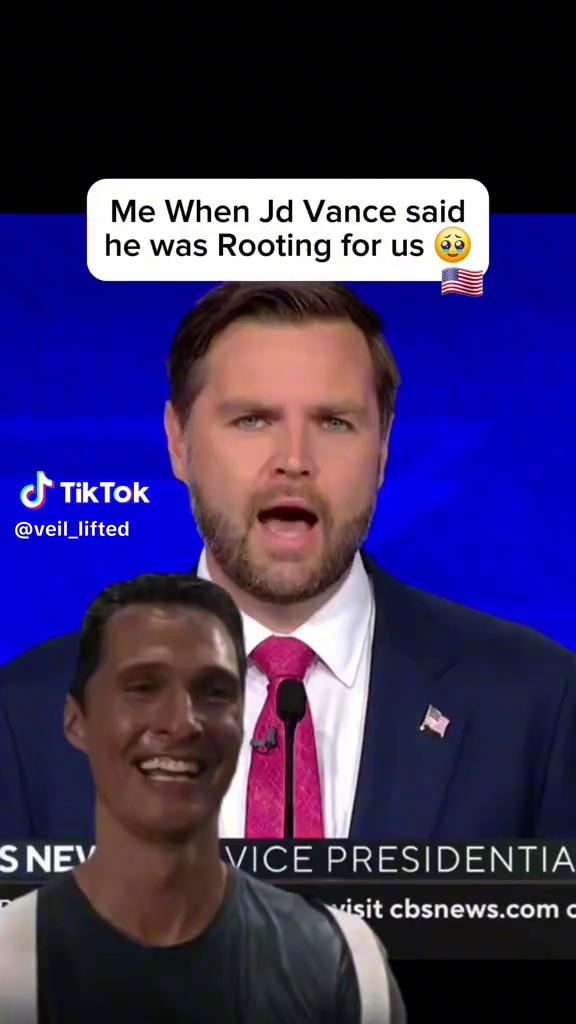 Me When Jd Vance said
he was Rooting for us 🥹
🇺🇸
TikTok
@veil_lifted
S NEW VICE PRESIDENTIA
visit cbsnews.com